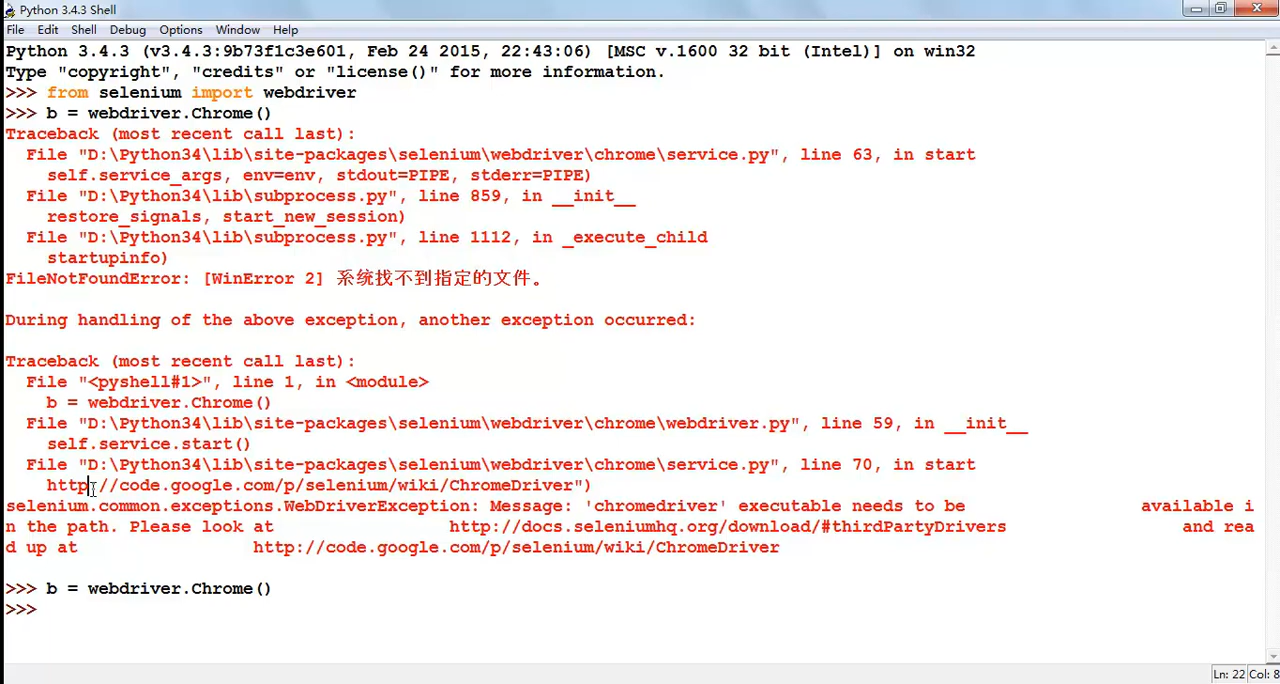 Python 3.4.3 Shell
File Edit Shell Debug Options Window Help
Python 3.4.3 (v3.4.3:9b73f1c3e601, Feb 24 2015, 22:43:06) [MSC v.1600 32 bit (Intel)] on win32
Type "copyright", "credits" or "license()" for more information.
>>> from selenium import webdriver
>>> b = webdriver.Chrome()
Traceback (most recent call last):
  File "D:\Python34\lib\site-packages\selenium\webdriver\chrome\service.py", line 63, in start
    self.service_args, env=env, stdout=PIPE, stderr=PIPE)
  File "D:\Python34\lib\subprocess.py", line 859, in __init__
    restore_signals, start_new_session)
  File "D:\Python34\lib\subprocess.py", line 1112, in _execute_child
    startupinfo)
FileNotFoundError: [WinError 2] 系统找不到指定的文件。
During handling of the above exception, another exception occurred:
Traceback (most recent call last):
  File "<pyshell#1>", line 1, in <module>
    b = webdriver.Chrome()
  File "D:\Python34\lib\site-packages\selenium\webdriver\chrome\webdriver.py", line 59, in __init__
    self.service.start()
  File "D:\Python34\lib\site-packages\selenium\webdriver\chrome\service.py", line 70, in start
    http://code.google.com/p/selenium/wiki/ChromeDriver")
selenium.common.exceptions.WebDriverException: Message: 'chromedriver' executable needs to be                 available i
n the path. Please look at                 http://docs.seleniumhq.org/download/#thirdPartyDrivers                 and rea
d up at                 http://code.google.com/p/selenium/wiki/ChromeDriver
>>> b = webdriver.Chrome()
>>>
Ln: 22 Col: 8